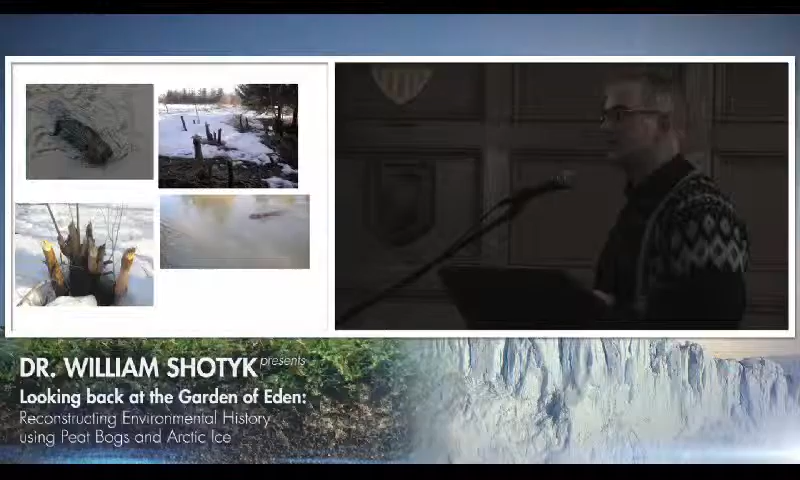 DR. WILLIAM SHOTYK presents
Looking back at the Garden of Eden:
Reconstructing Environmental History
using Peat Bogs and Arctic Ice